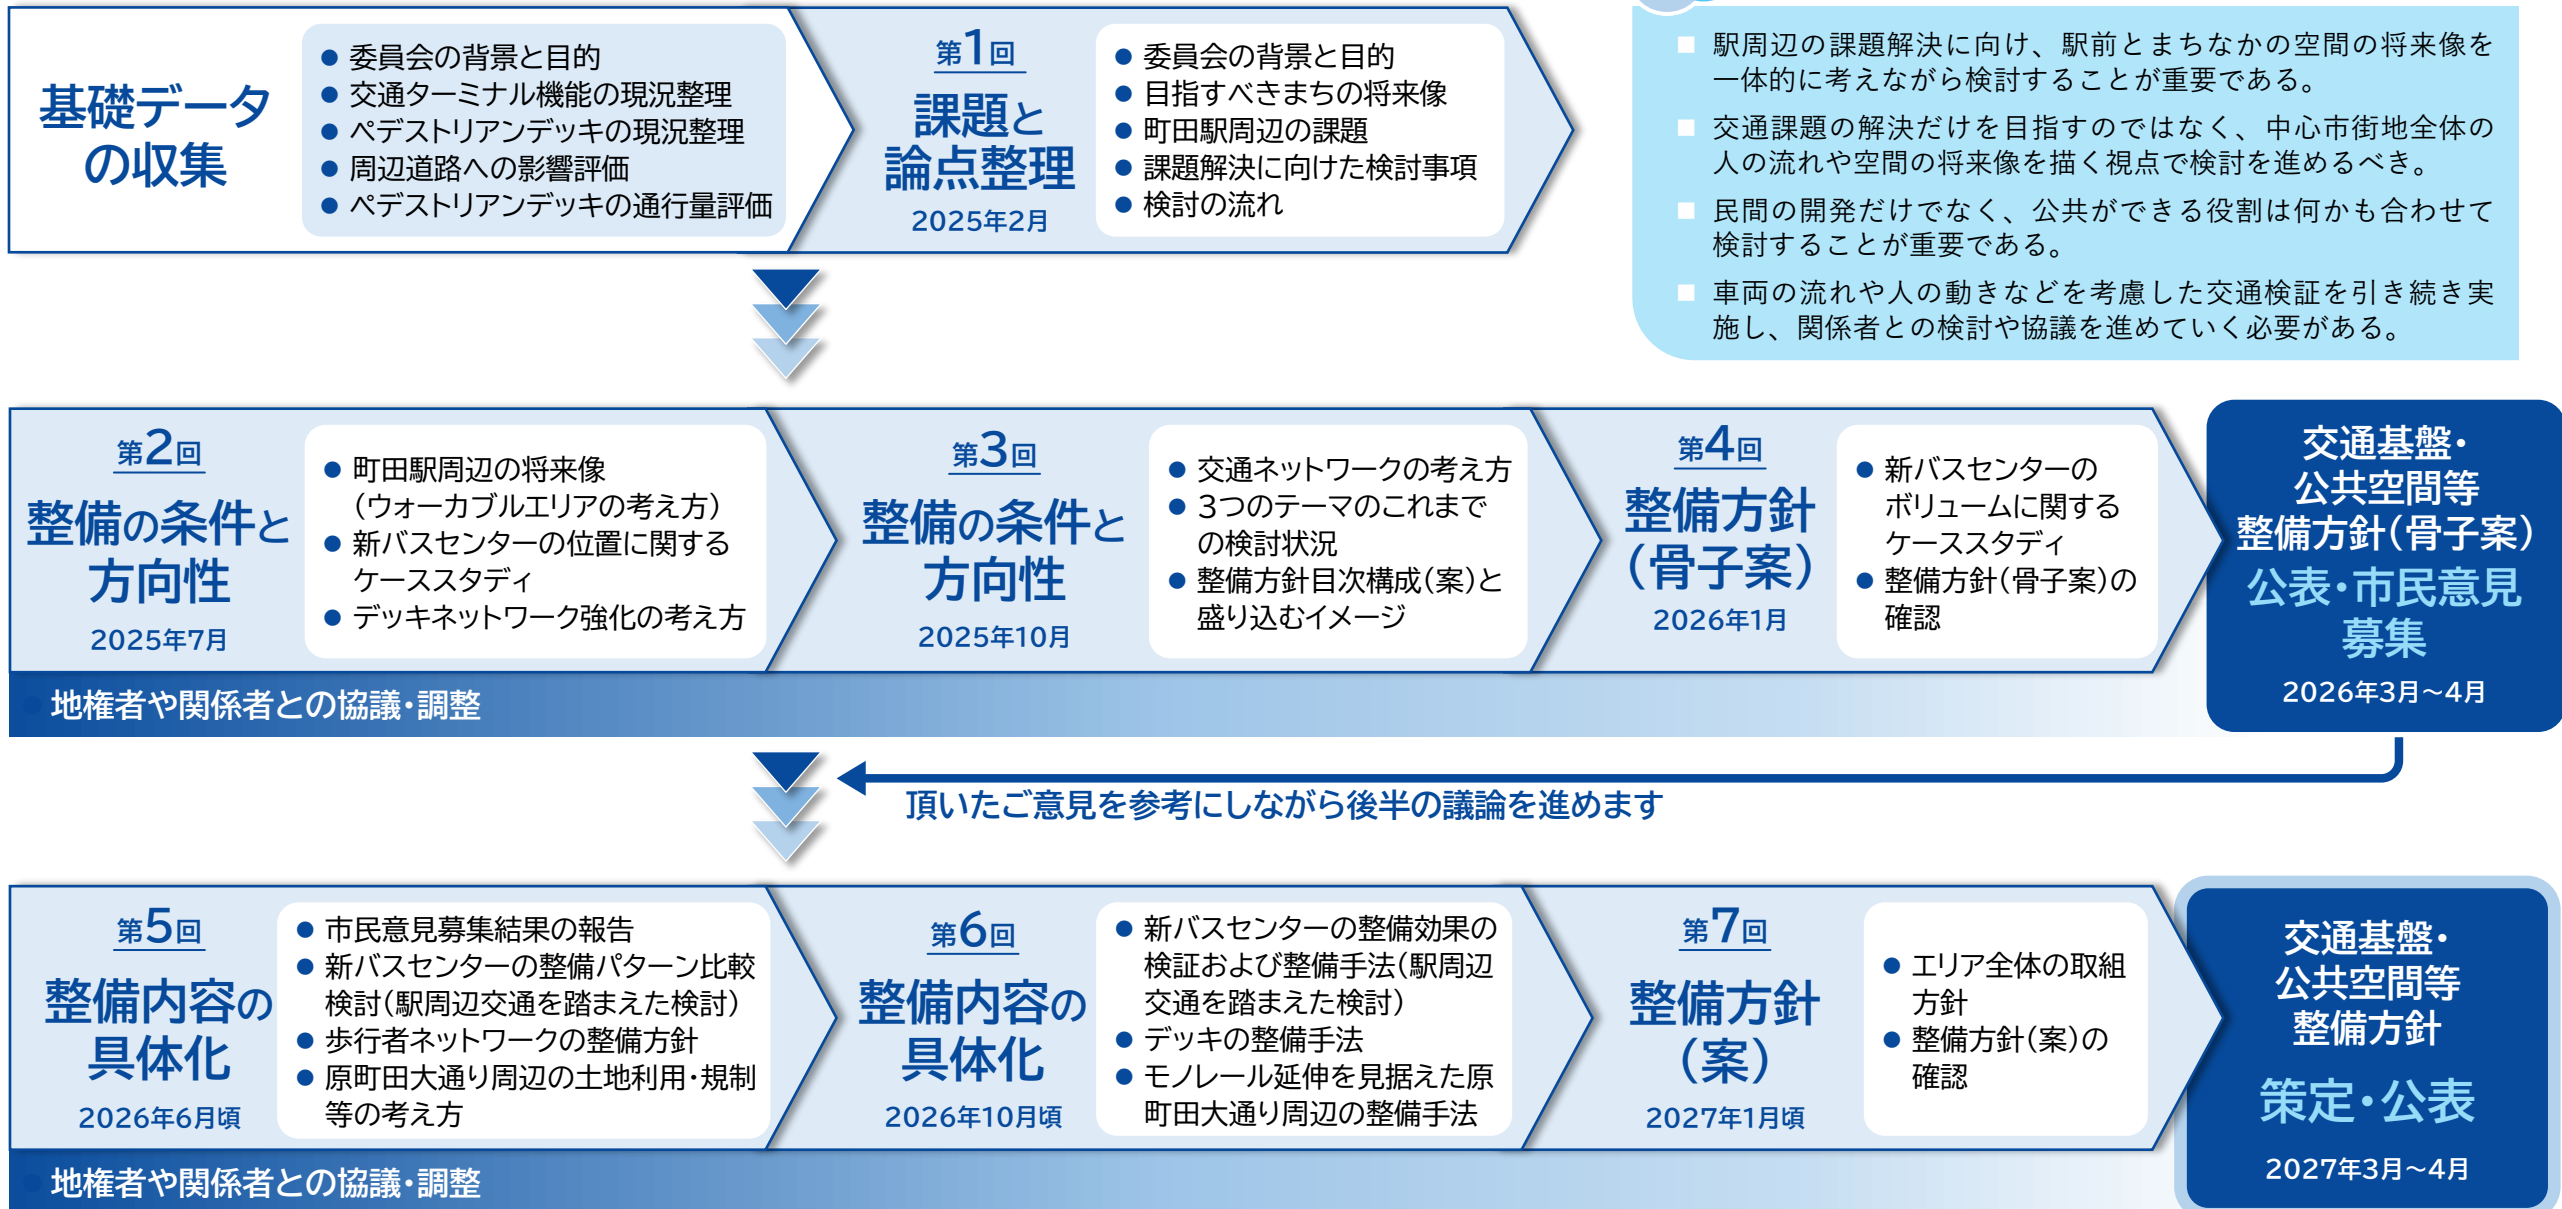 基礎データ
の収集
● 委員会の背景と目的
● 交通ターミナル機能の現況整理
● ペデストリアンデッキの現況整理
● 周辺道路への影響評価
● ペデストリアンデッキの通行量評価
第1回
課題と
論点整理
2025年2月
● 委員会の背景と目的
● 目指すべきまちの将来像
● 町田駅周辺の課題
● 課題解決に向けた検討事項
● 検討の流れ
■ 駅周辺の課題解決に向け、駅前とまちなかの空間の将来像を
一体的に考えながら検討することが重要である。
■ 交通課題の解決だけを目指すのではなく、中心市街地全体の
人の流れや空間の将来像を描く視点で検討を進めるべき。
■ 民間の開発だけでなく、公共ができる役割は何かも合わせて
検討することが重要である。
■ 車両の流れや人の動きなどを考慮した交通検証を引き続き実
施し、関係者との検討や協議を進めていく必要がある。
第2回
整備の条件と
方向性
2025年7月
● 町田駅周辺の将来像
（ウォーカブルエリアの考え方）
● 新バスセンターの位置に関する
ケーススタディ
● デッキネットワーク強化の考え方
第3回
整備の条件と
方向性
2025年10月
● 交通ネットワークの考え方
● 3つのテーマのこれまで
の検討状況
● 整備方針目次構成（案）と
盛り込むイメージ
第4回
整備方針
（骨子案）
2026年1月
● 新バスセンターの
ボリュームに関する
ケーススタディ
● 整備方針（骨子案）の
確認
交通基盤・
公共空間等
整備方針（骨子案）
公表・市民意見
募集
2026年3月～4月
● 地権者や関係者との協議・調整
頂いたご意見を参考にしながら後半の議論を進めます
第5回
整備内容の
具体化
2026年6月頃
● 市民意見募集結果の報告
● 新バスセンターの整備パターン比較
検討（駅周辺交通を踏まえた検討）
● 歩行者ネットワークの整備方針
● 原町田大通り周辺の土地利用・規制
等の考え方
第6回
整備内容の
具体化
2026年10月頃
● 新バスセンターの整備効果の
検証および整備手法（駅周辺
交通を踏まえた検討）
● デッキの整備手法
● モノレール延伸を見据えた原
町田大通り周辺の整備手法
第7回
整備方針
（案）
2027年1月頃
● エリア全体の取組
方針
● 整備方針（案）の
確認
交通基盤・
公共空間等
整備方針
策定・公表
2027年3月～4月
● 地権者や関係者との協議・調整